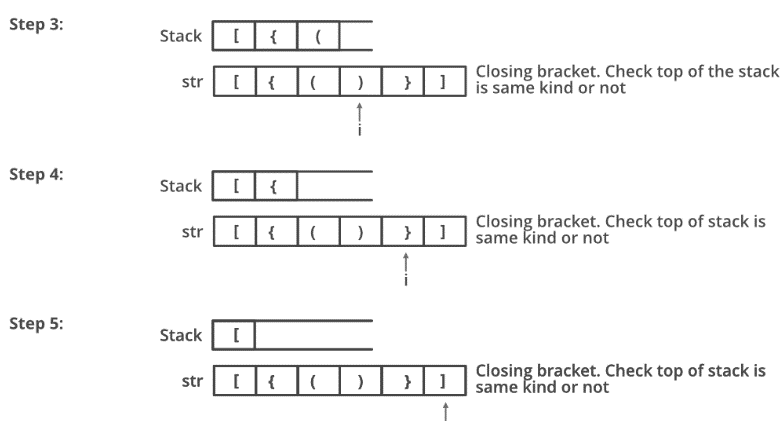 Step 3:
Stack [ { (
str [ { ( ) } ]
Closing bracket. Check top of the stack
is same kind or not
i
Step 4:
Stack [ {
str [ { ( ) } ]
Closing bracket. Check top of stack is
same kind or not
i
Step 5:
Stack [
str [ { ( ) } ]
Closing bracket. Check top of stack is
same kind or not